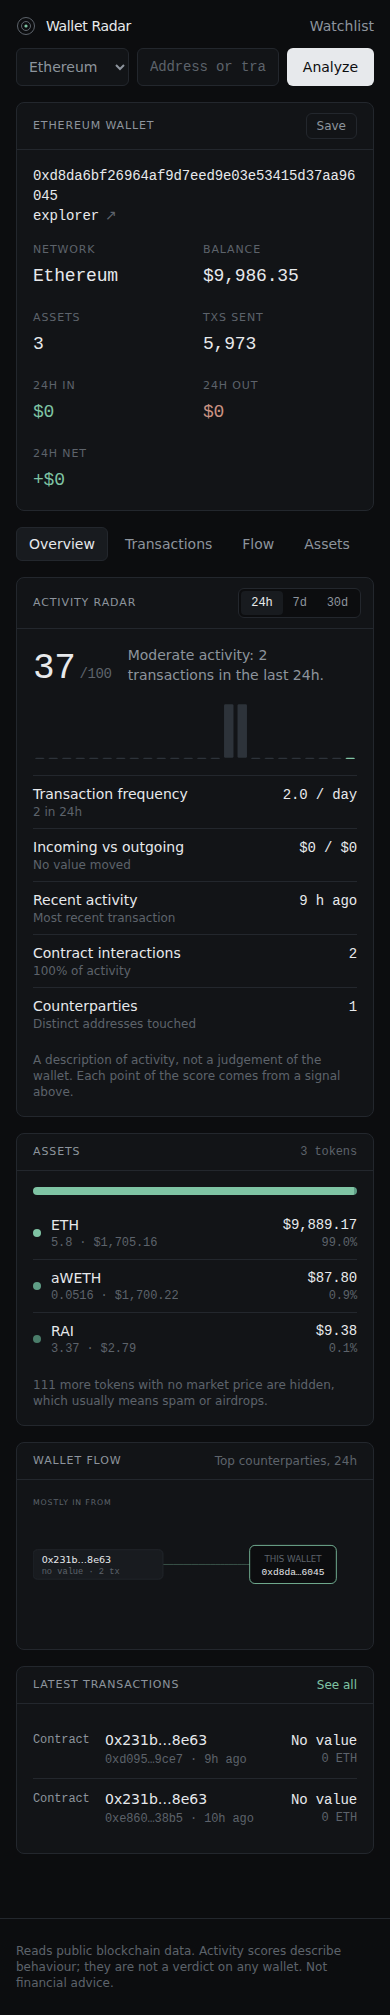 Wallet Radar
Watchlist
Ethereum
Address or tra
Analyze
ETHEREUM WALLET
Save
0xd8da6bf26964af9d7eed9e03e53415d37aa96
045
explorer ↗
NETWORK
BALANCE
Ethereum
$9,986.35
ASSETS
TXS SENT
3
5,973
24H IN
24H OUT
$0
$0
24H NET
+$0
Overview
Transactions
Flow
Assets
ACTIVITY RADAR
24h
7d
30d
37 /100
Moderate activity: 2
transactions in the last 24h.
Transaction frequency
2.0 / day
2 in 24h
Incoming vs outgoing
$0 / $0
No value moved
Recent activity
9 h ago
Most recent transaction
Contract interactions
2
100% of activity
Counterparties
1
Distinct addresses touched
A description of activity, not a judgement of the
wallet. Each point of the score comes from a signal
above.
ASSETS
3 tokens
ETH
$9,889.17
5.8 · $1,705.16
99.0%
aWETH
$87.80
0.0516 · $1,700.22
0.9%
RAI
$9.38
3.37 · $2.79
0.1%
111 more tokens with no market price are hidden,
which usually means spam or airdrops.
WALLET FLOW
Top counterparties, 24h
MOSTLY IN FROM
0x231b…8e63
no value · 2 tx
THIS WALLET
0xd8da…6045
LATEST TRANSACTIONS
See all
Contract
0x231b…8e63
No value
0xd095…9ce7 · 9h ago
0 ETH
Contract
0x231b…8e63
No value
0xe860…38b5 · 10h ago
0 ETH
Reads public blockchain data. Activity scores describe
behaviour; they are not a verdict on any wallet. Not
financial advice.